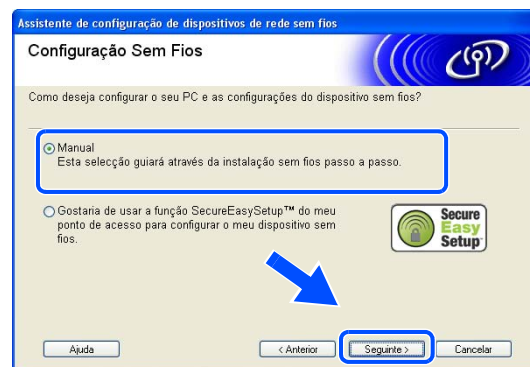 Assistente de configuração de dispositivos de rede sem fios
Configuração Sem Fios
Como deseja configurar o seu PC e as configurações do dispositivo sem fios?
Manual
Esta selecção guiará através da instalação sem fios passo a passo.
Gostaria de usar a função SecureEasySetup™ do meu
ponto de acesso para configurar o meu dispositivo sem
fios.
Secure
Easy
Setup
Ajuda
< Anterior
Seguinte >
Cancelar